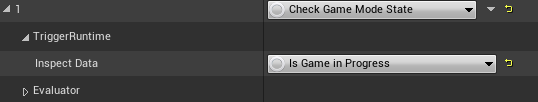 1 Check Game Mode State
TriggerRuntime
Inspect Data Is Game in Progress
Evaluator